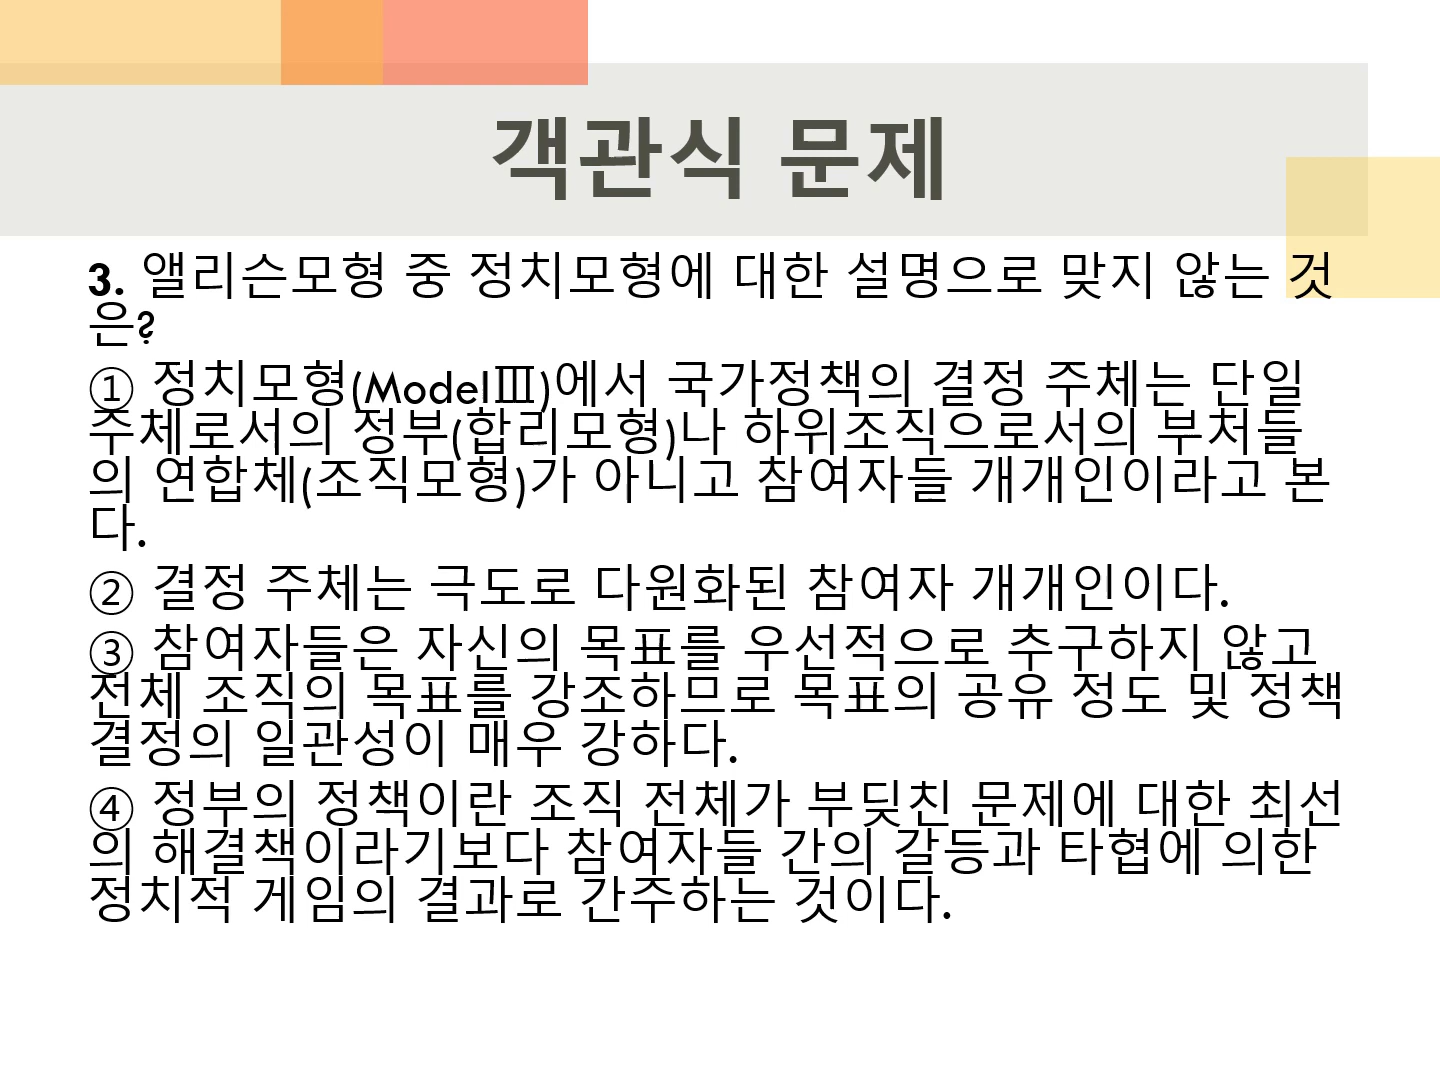 객관식 문제
3. 앨리슨모형 중 정치모형에 대한 설명으로 맞지 않는 것
은?
① 정치모형(ModelⅢ)에서 국가정책의 결정 주체는 단일
주체로서의 정부(합리모형)나 하위조직으로서의 부처들
의 연합체(조직모형)가 아니고 참여자들 개개인이라고 본
다.
② 결정 주체는 극도로 다원화된 참여자 개개인이다.
③ 참여자들은 자신의 목표를 우선적으로 추구하지 않고
전체 조직의 목표를 강조하므로 목표의 공유 정도 및 정책
결정의 일관성이 매우 강하다.
④ 정부의 정책이란 조직 전체가 부딪친 문제에 대한 최선
의 해결책이라기보다 참여자들 간의 갈등과 타협에 의한
정치적 게임의 결과로 간주하는 것이다.